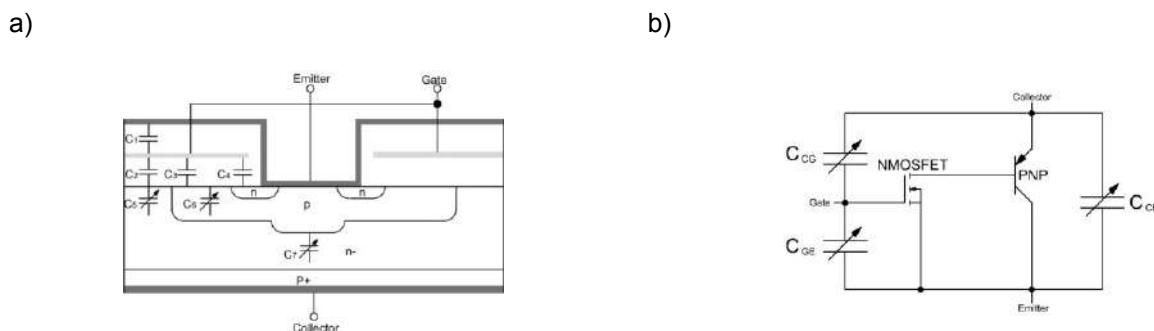 a)
b)
Emitter
Gate
C1
C2
C3
C4
C5
C6
n
n
p
C7
n-
p+
Collector
Collector
CCG
NMOSFET
PNP
Gate
CGE
Emitter